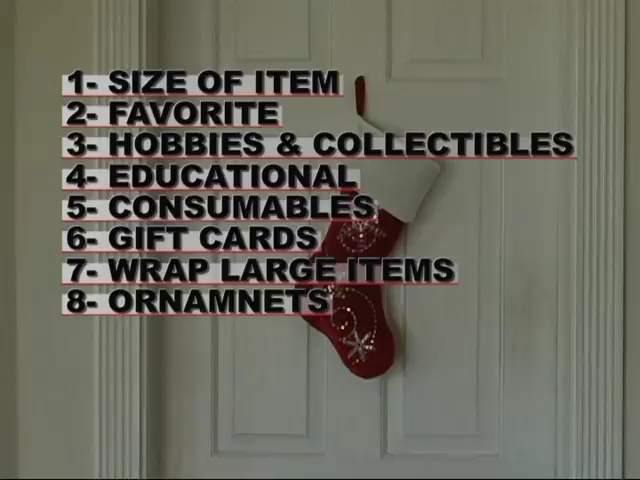 1- SIZE OF ITEM
2- FAVORITE
3- HOBBIES & COLLECTIBLES
4- EDUCATIONAL
5- CONSUMABLES
6- GIFT CARDS
7- WRAP LARGE ITEMS
8- ORNAMNETS